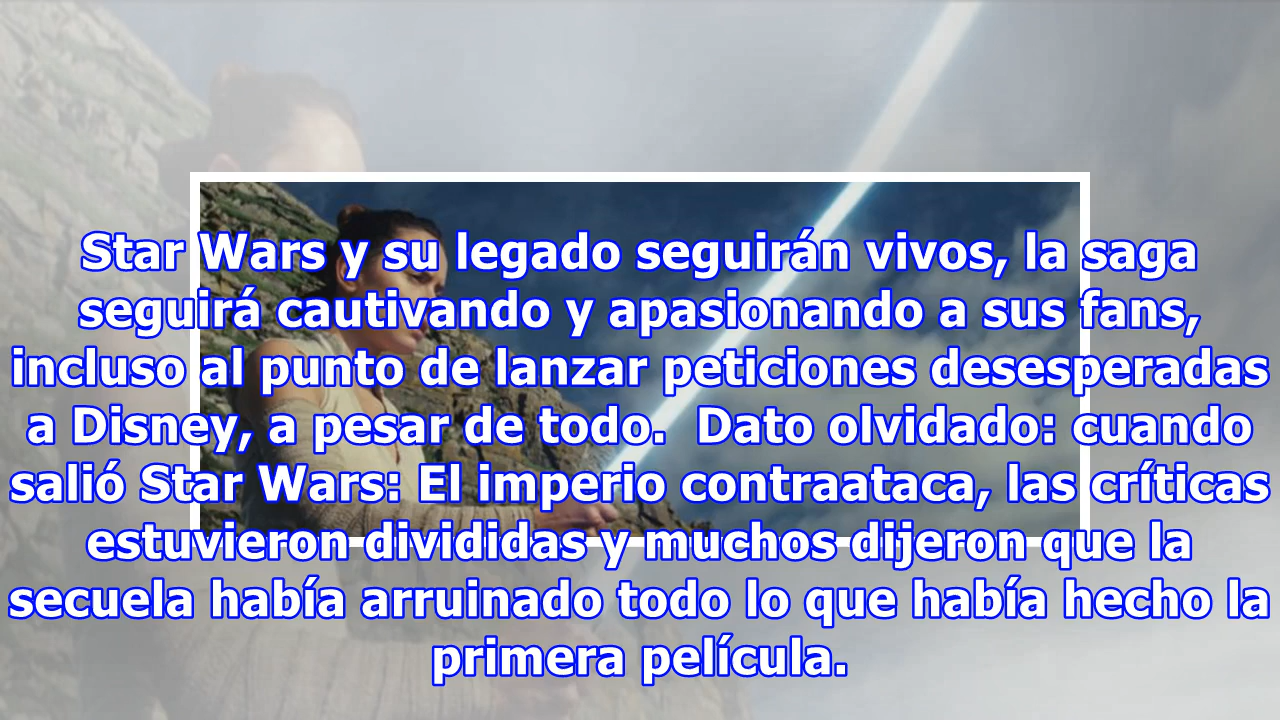 Star Wars y su legado seguirán vivos, la saga
seguirá cautivando y apasionando a sus fans,
incluso al punto de lanzar peticiones desesperadas
a Disney, a pesar de todo.  Dato olvidado: cuando
salió Star Wars: El imperio contraataca, las críticas
estuvieron divididas y muchos dijeron que la
secuela había arruinado todo lo que había hecho la
primera película.